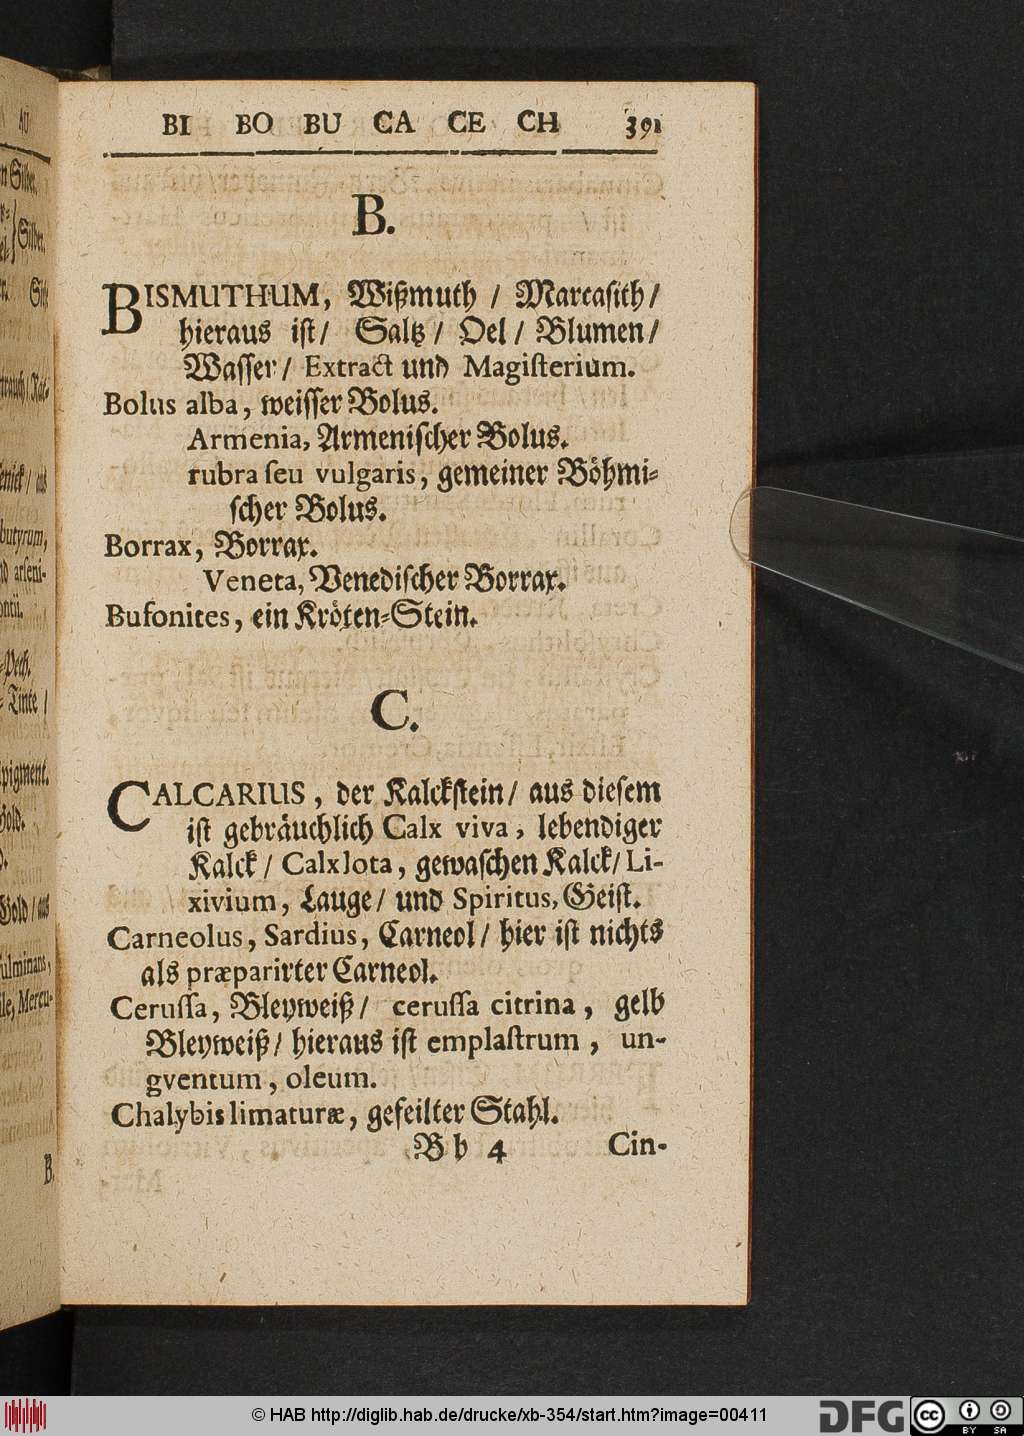 BI BO BU CA CE CH 391
B.
BISMUTHUM, Wißmuth / Marcasith /
hieraus ist / Saltz / Oel / Blumen /
Wasser / Extract und Magisterium.
Bolus alba, weisser Bolus.
Armenia, Armenischer Bolus.
rubra seu vulgaris, gemeiner Böhmi-
scher Bolus.
Borrax, Borrax.
Veneta, Venedischer Borrax.
Bufonites, ein Kröten-Stein.
C.
CALCARIUS, der Kalckstein / aus diesem
ist gebräuchlich Calx viva, lebendiger
Kalck / Calx lota, gewaschen Kalck / Li-
xivium, Lauge / und Spiritus, Geist.
Carneolus, Sardius, Carneol / hier ist nichts
als præparirter Carneol.
Cerussa, Bleyweiß / cerussa citrina, gelb
Bleyweiß / hieraus ist emplastrum, un-
gventum, oleum.
Chalybis limaturæ, gefeilter Stahl.
Bb 4 Cin-
© HAB http://diglib.hab.de/drucke/xb-354/start.htm?image=00411
DFG
cc BY SA